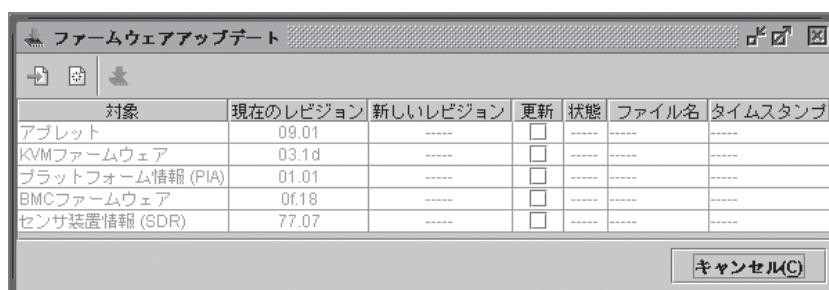 ファームウェアアップデート
対象 現在のレビジョン 新しいレビジョン 更新 状態 ファイル名 タイムスタンプ
アプレット 09.01 ----- ----- ----- -----
KVMファームウェア 03.1d ----- ----- ----- -----
プラットフォーム情報 (PIA) 01.01 ----- ----- ----- -----
BMCファームウェア 0f.18 ----- ----- ----- -----
センサ装置情報 (SDR) 77.07 ----- ----- ----- -----
キャンセル(C)